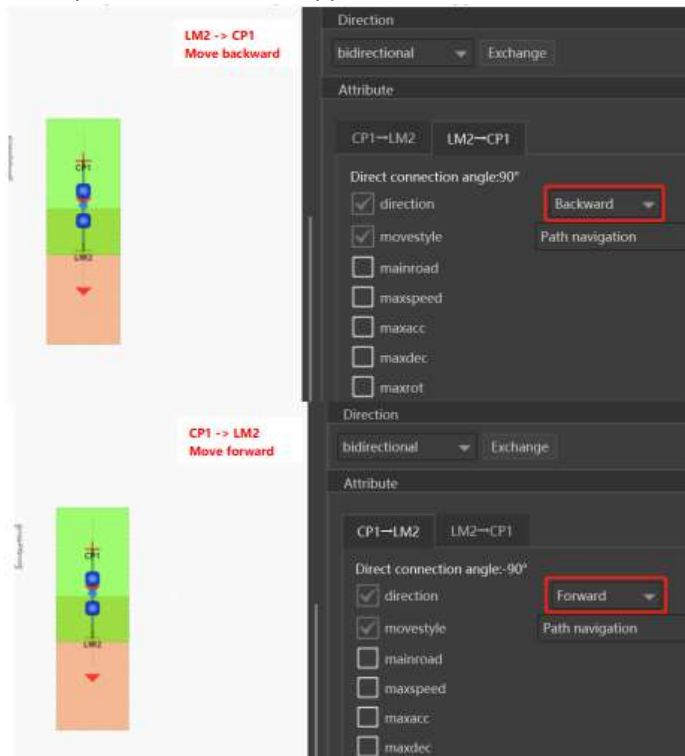 LM2 -> CP1
Move backward
Direction
bidirectional
Exchange
Attribute
CP1→LM2
LM2→CP1
Direct connection angle:90°
direction
Backward
movestyle
Path navigation
mainroad
maxspeed
maxacc
maxdec
maxrot
CP1
LM2
CP1 -> LM2
Move forward
Direction
bidirectional
Exchange
Attribute
CP1→LM2
LM2→CP1
Direct connection angle:-90°
direction
Forward
movestyle
Path navigation
mainroad
maxspeed
maxacc
maxdec
CP1
LM2